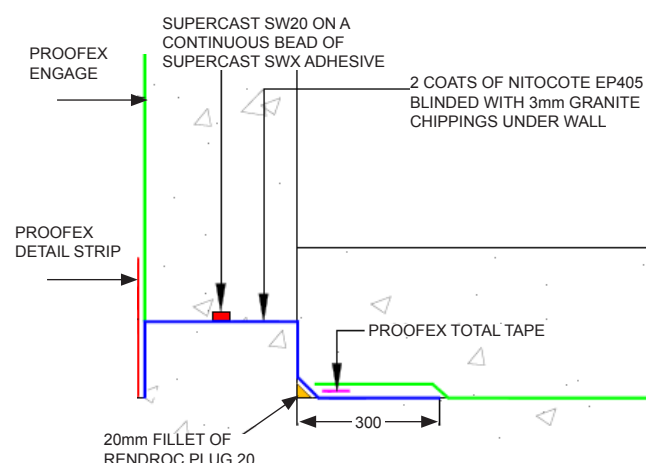 SUPERCAST SW20 ON A
CONTINUOUS BEAD OF
SUPERCAST SWX ADHESIVE
PROOFEX
ENGAGE
2 COATS OF NITOCOTE EP405
BLINDED WITH 3mm GRANITE
CHIPPINGS UNDER WALL
PROOFEX
DETAIL STRIP
PROOFEX TOTAL TAPE
300
20mm FILLET OF
RENDROC PLUG 20